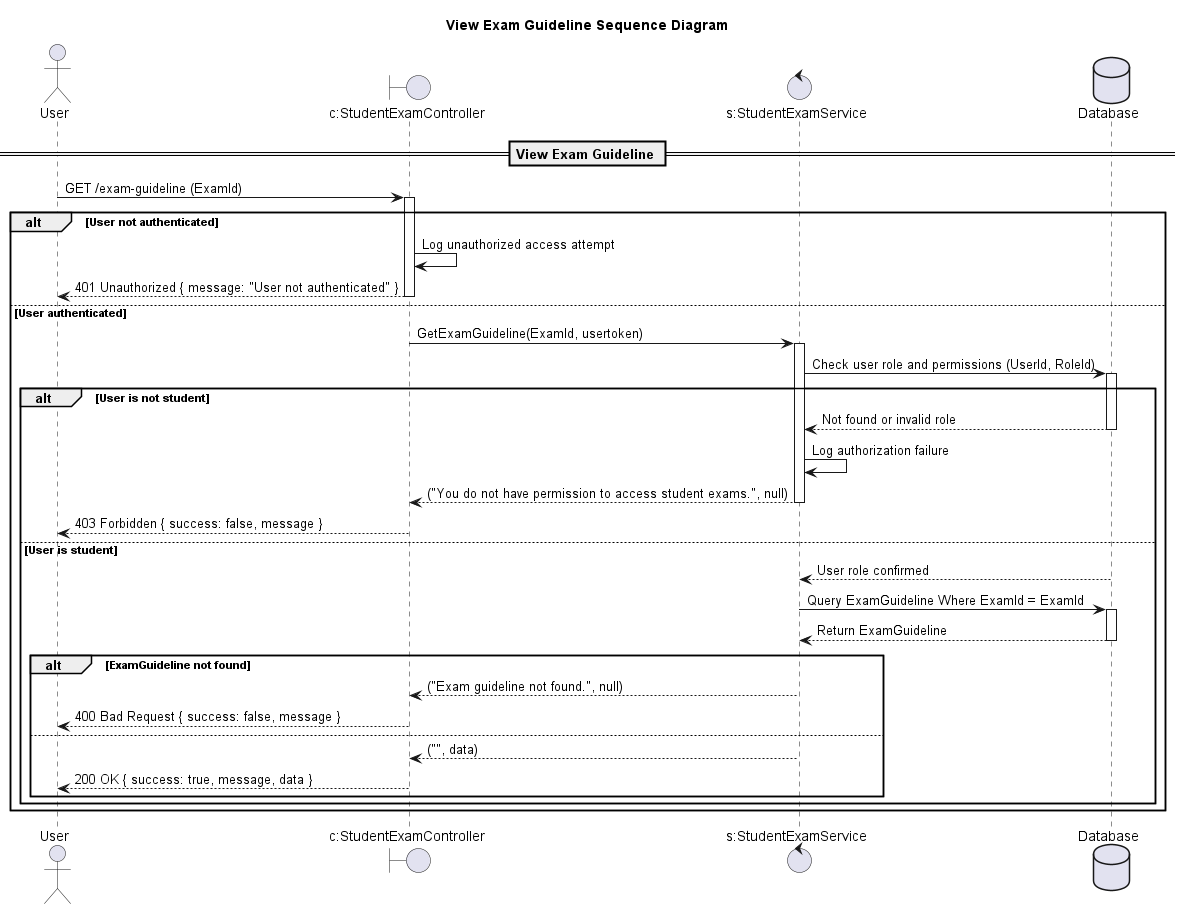 View Exam Guideline Sequence Diagram
User
c:StudentExamController
s:StudentExamService
Database
View Exam Guideline
GET /exam-guideline (ExamId)
alt
[User not authenticated]
Log unauthorized access attempt
401 Unauthorized { message: "User not authenticated" }
[User authenticated]
GetExamGuideline(ExamId, usertoken)
Check user role and permissions (UserId, RoleId)
alt
[User is not student]
Not found or invalid role
Log authorization failure
("You do not have permission to access student exams.", null)
403 Forbidden { success: false, message }
[User is student]
User role confirmed
Query ExamGuideline Where ExamId = ExamId
Return ExamGuideline
alt
[ExamGuideline not found]
("Exam guideline not found.", null)
400 Bad Request { success: false, message }
("", data)
200 OK { success: true, message, data }
User
c:StudentExamController
s:StudentExamService
Database